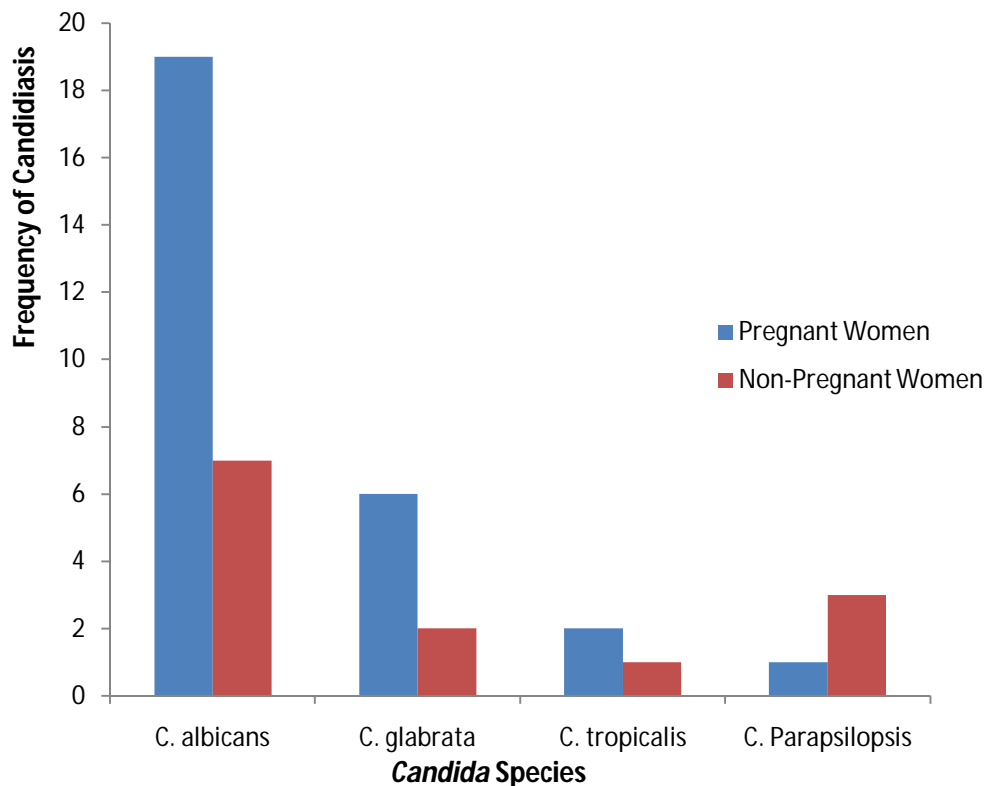 Frequency of Candidiasis
20
18
16
14
12
10
8
6
4
2
0
Pregnant Women
Non-Pregnant Women
C. albicans C. glabrata C. tropicalis C. Parapsilopsis
Candida Species